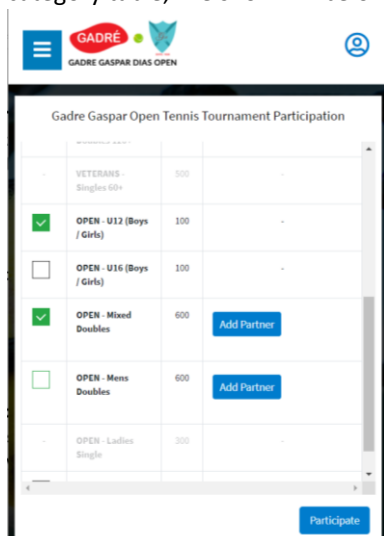 GADRÉ
GADRE GASPAR DIAS OPEN
Gadre Gaspar Open Tennis Tournament Participation
- VETERANS - Singles 60+ 500 -
OPEN - U12 (Boys / Girls) 100 -
OPEN - U16 (Boys / Girls) 100 -
OPEN - Mixed Doubles 600 Add Partner
OPEN - Mens Doubles 600 Add Partner
- OPEN - Ladies Single 300 -
Participate